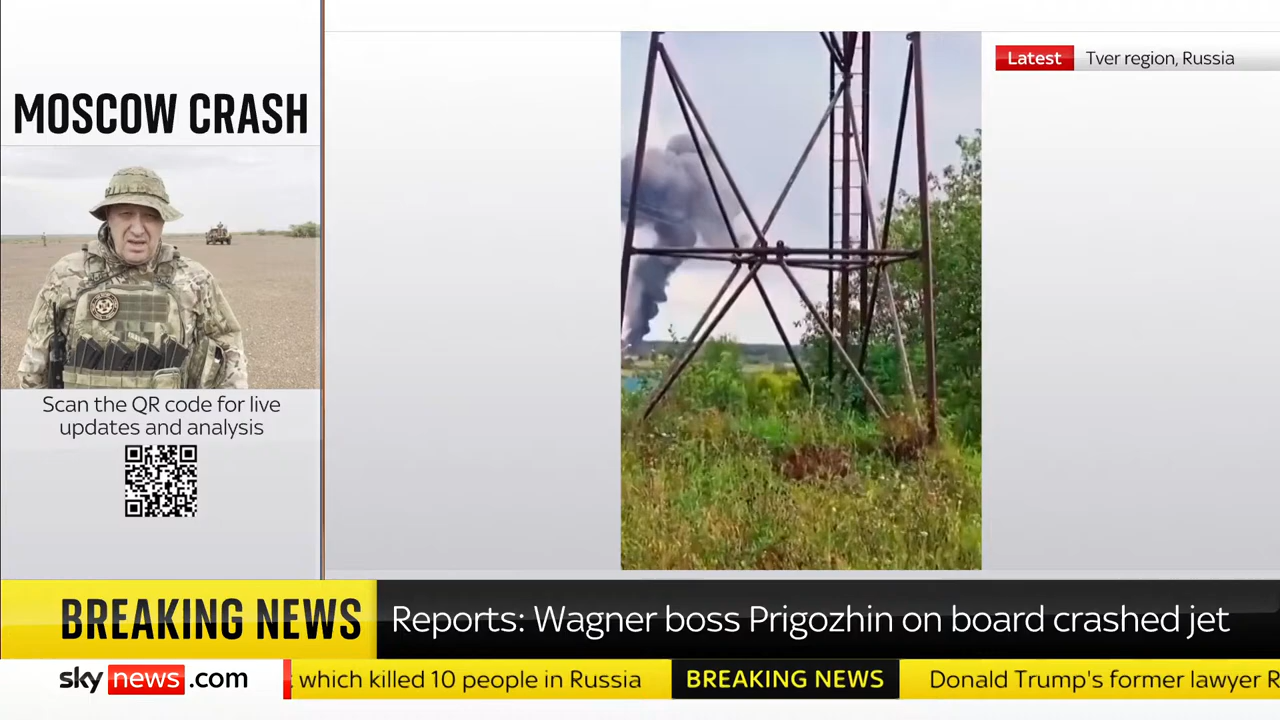 MOSCOW CRASH
Scan the QR code for live
updates and analysis
Latest
Tver region, Russia
BREAKING NEWS
Reports: Wagner boss Prigozhin on board crashed jet
sky news.com
which killed 10 people in Russia
BREAKING NEWS
Donald Trump's former lawyer R